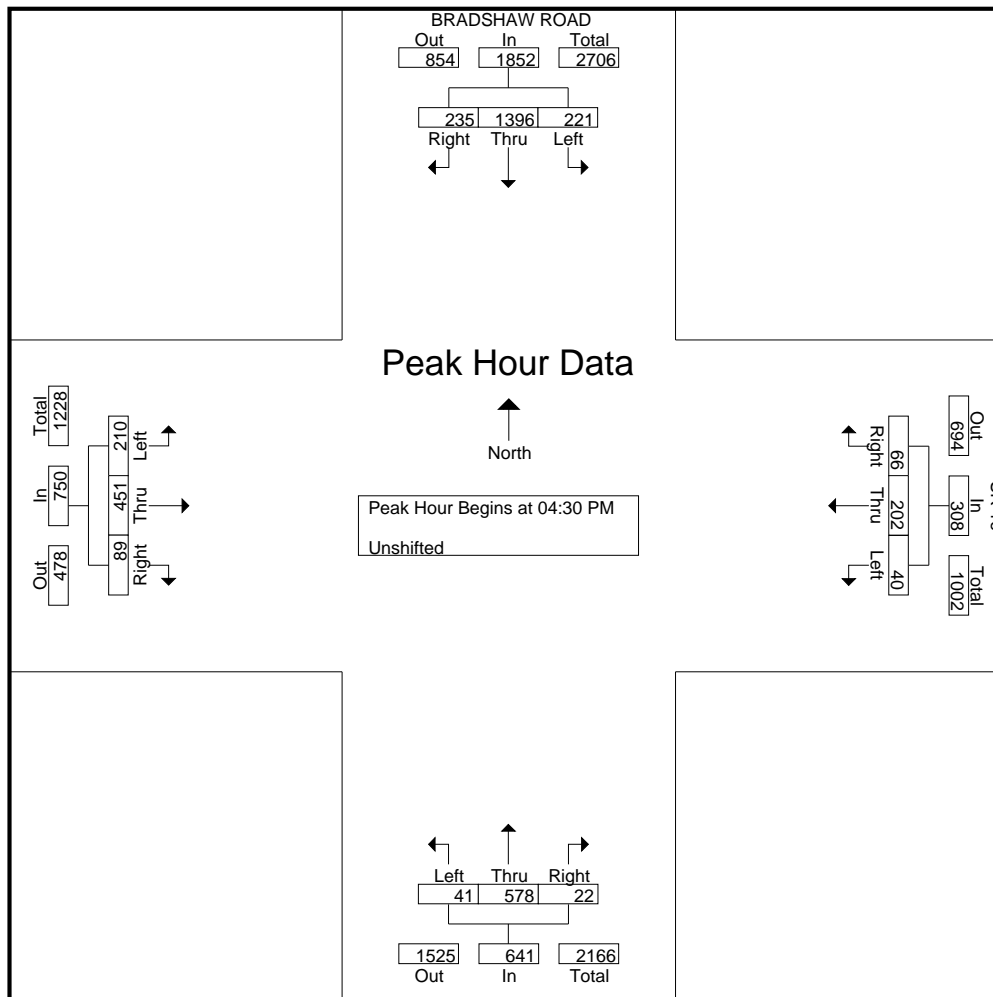 BRADSHAW ROAD
Out In Total
854 1852 2706
235 1396 221
Right Thru Left
Peak Hour Data
North
Peak Hour Begins at 04:30 PM
Unshifted
Total In Out
1228 750 478
210 451 89
Left Thru Right
Right Thru Left
66 202 40
Out In Total
694 308 1002
Left Thru Right
41 578 22
1525 641 2166
Out In Total